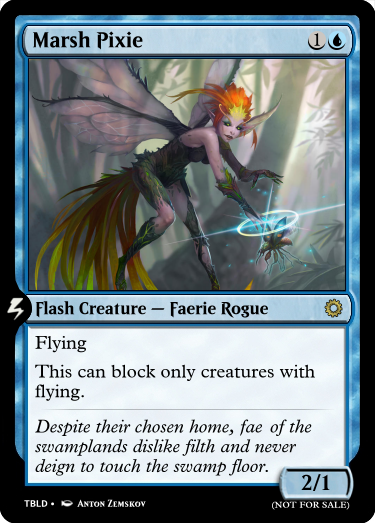 Marsh Pixie 1
Flash Creature — Faerie Rogue
Flying
This can block only creatures with
flying.
Despite their chosen home, fae of the
swamplands dislike filth and never
deign to touch the swamp floor.
2/1
TBLD • Anton Zemskov
(NOT FOR SALE)